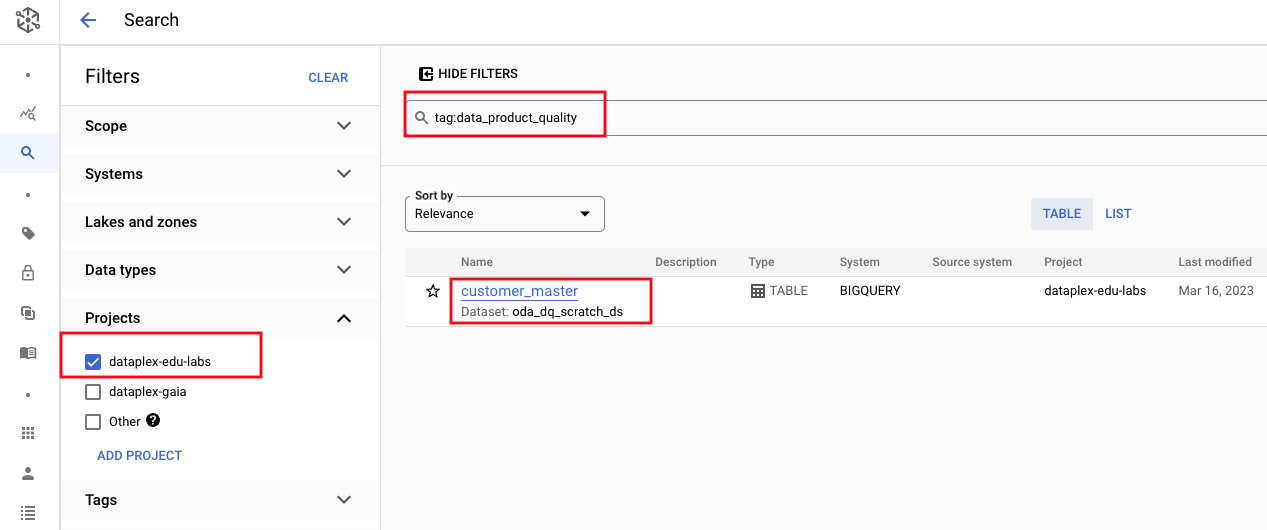 Search
Filters
CLEAR
Scope
Systems
Lakes and zones
Data types
Projects
dataplex-edu-labs
dataplex-gaia
Other ?
ADD PROJECT
Tags
HIDE FILTERS
tag:data_product_quality
Sort by
Relevance
TABLE LIST
Name Description Type System Source system Project Last modified
customer_master TABLE BIGQUERY dataplex-edu-labs Mar 16, 2023
Dataset: oda_dq_scratch_ds